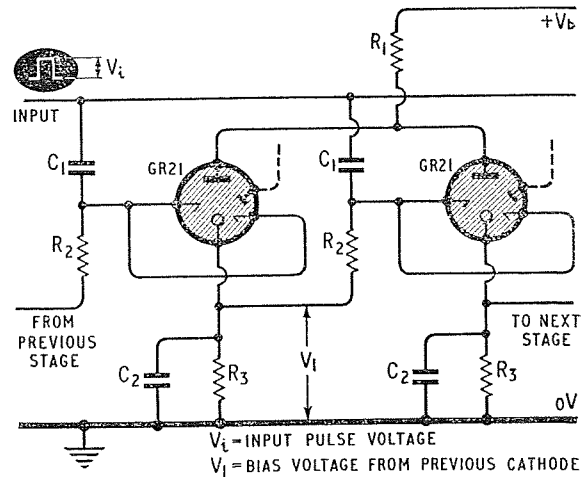 +Vb
R1
Vi
INPUT
C1
GR21
C1
GR21
R2
R2
FROM
PREVIOUS
STAGE
V1
TO NEXT
STAGE
C2
R3
C2
R3
0V
Vi = INPUT PULSE VOLTAGE
V1 = BIAS VOLTAGE FROM PREVIOUS CATHODE